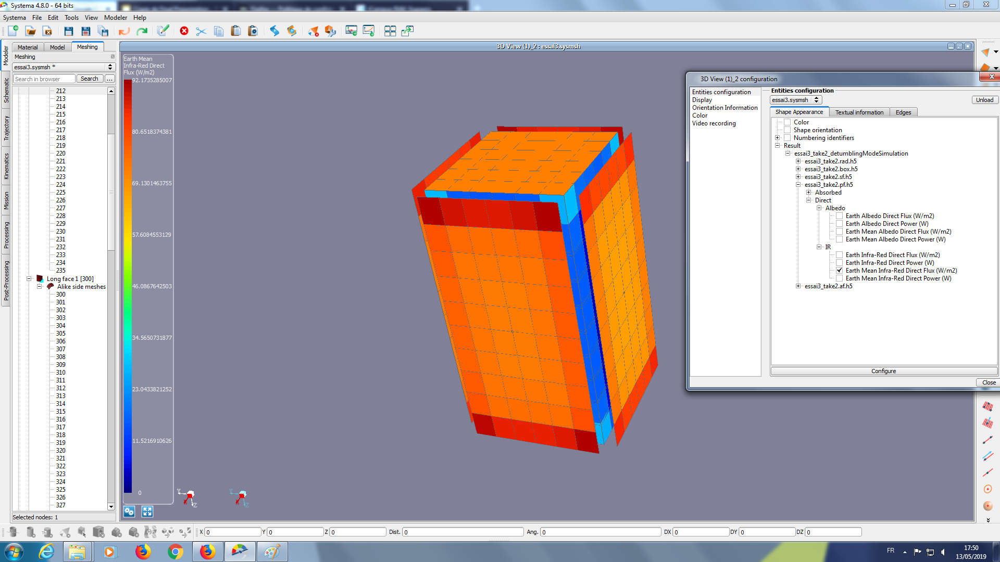 Systema 4.8.0 - 64 bits
Systema File Edit Tools View Modeler Help
Material Model Meshing
Meshing
essai3.sysmsh *
Search in browser Search ...
Modeler
Schematic
Trajectory
Kinematics
Mission
Processing
Post-Processing
212
213
214
215
216
217
218
219
220
221
222
223
224
225
226
227
228
229
230
231
232
233
234
235
Long face 1 [300]
Alike side meshes
300
301
302
303
304
305
306
307
308
309
310
311
312
313
314
315
316
317
318
319
320
321
322
323
324
325
326
327
Selected nodes: 1
3D View (1)_2 : essai3.sysmsh
Earth Mean
Infra-Red Direct
Flux (W/m2)
92.1735285007
80.6518374381
69.1301463755
57.6084553129
46.0867642503
34.5650731877
23.0433821252
11.5216910626
0
Y
X
Z
Y
X
Z
3D View (1)_2 configuration
Entities configuration
Display
Orientation Information
Color
Video recording
Entities configuration
essai3.sysmsh
Unload
Shape Appearance Textual information Edges
Color
Shape orientation
Numbering identifiers
Result
essai3_take2_detumblingModeSimulation
essai3_take2.rad.h5
essai3_take2.box.h5
essai3_take2.sf.h5
essai3_take2.pf.h5
Absorbed
Direct
Albedo
Earth Albedo Direct Flux (W/m2)
Earth Albedo Direct Power (W)
Earth Mean Albedo Direct Flux (W/m2)
Earth Mean Albedo Direct Power (W)
IR
Earth Infra-Red Direct Flux (W/m2)
Earth Infra-Red Direct Power (W)
Earth Mean Infra-Red Direct Flux (W/m2)
Earth Mean Infra-Red Direct Power (W)
essai3_take2.af.h5
Configure
Close
X 0 Y 0 Z 0 Dist. 0 Ang. 0 DX 0 DY 0 DZ 0
FR
17:50
13/05/2019